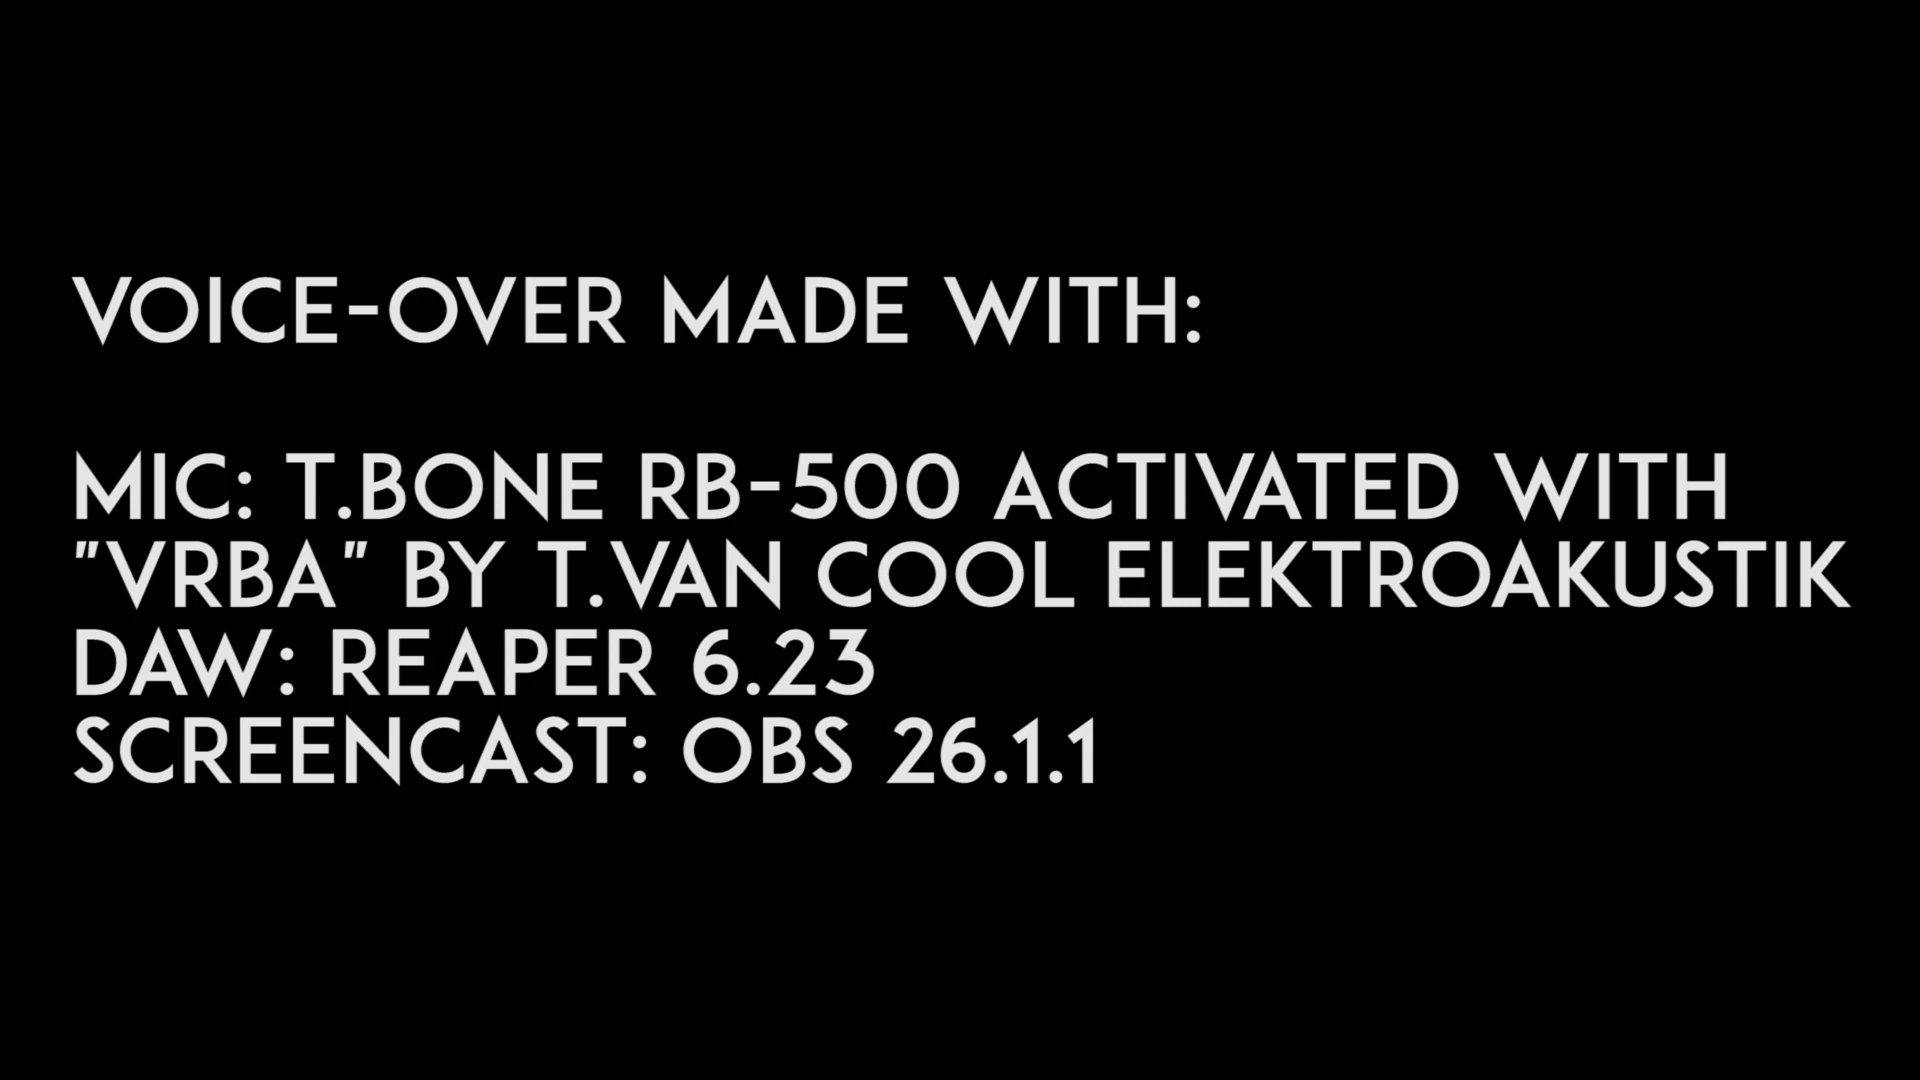 VOICE-OVER MADE WITH:
MIC: T.BONE RB-500 ACTIVATED WITH
"VRBA" BY T.VAN COOL ELEKTROAKUSTIK
DAW: REAPER 6.23
SCREENCAST: OBS 26.1.1